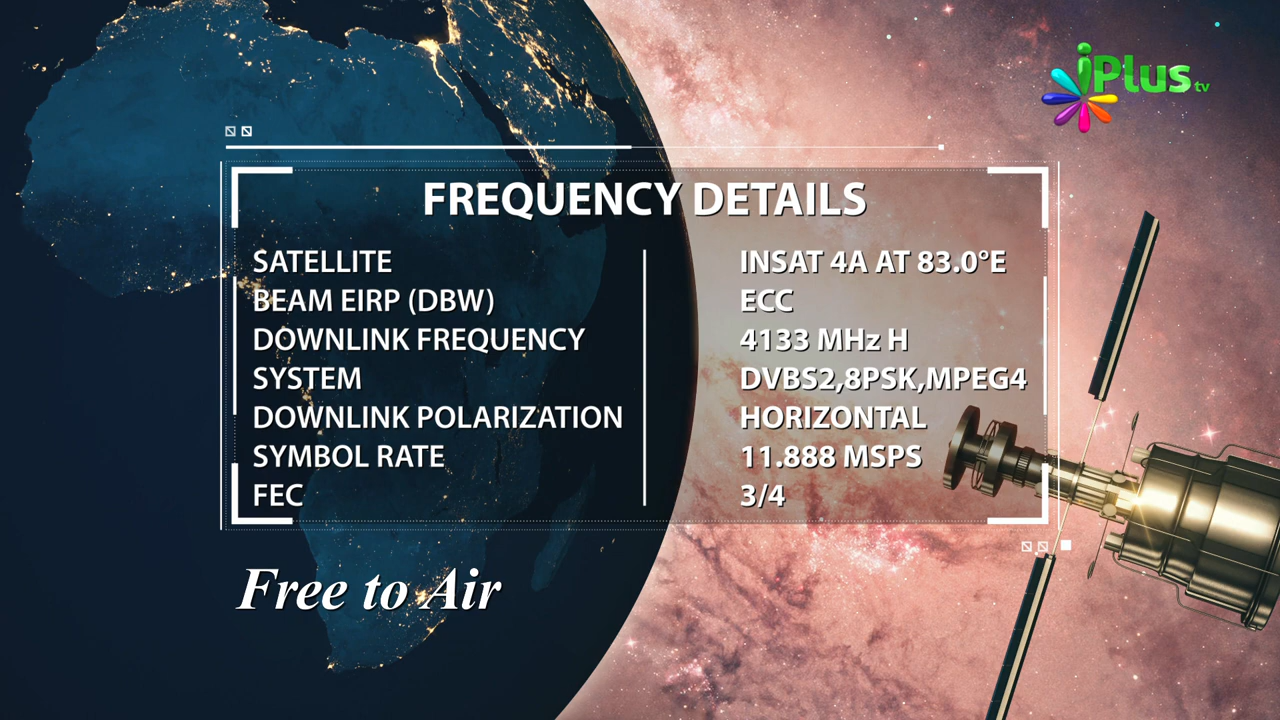 iPlus tv
FREQUENCY DETAILS
SATELLITE INSAT 4A AT 83.0°E
BEAM EIRP (DBW) ECC
DOWNLINK FREQUENCY 4133 MHz H
SYSTEM DVBS2,8PSK,MPEG4
DOWNLINK POLARIZATION HORIZONTAL
SYMBOL RATE 11.888 MSPS
FEC 3/4
Free to Air